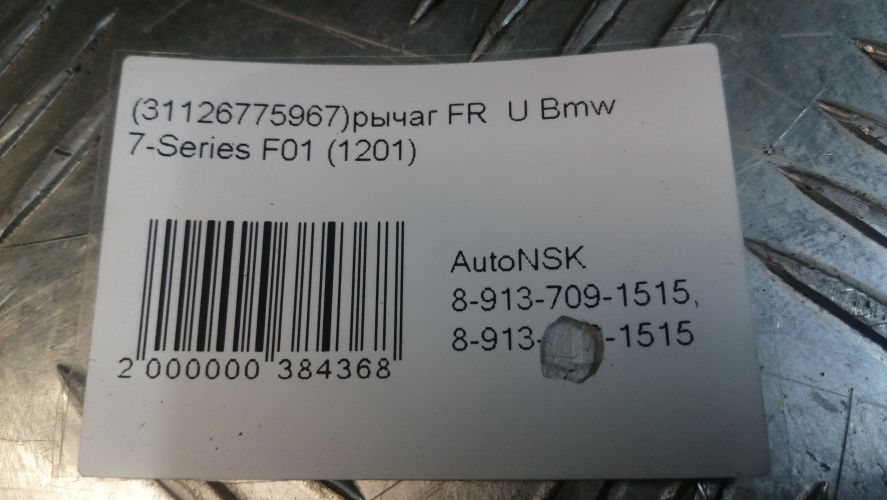 (31126775967)рычаг FR U Bmw
7-Series F01 (1201)
AutoNSK
8-913-709-1515,
2 000000 384368